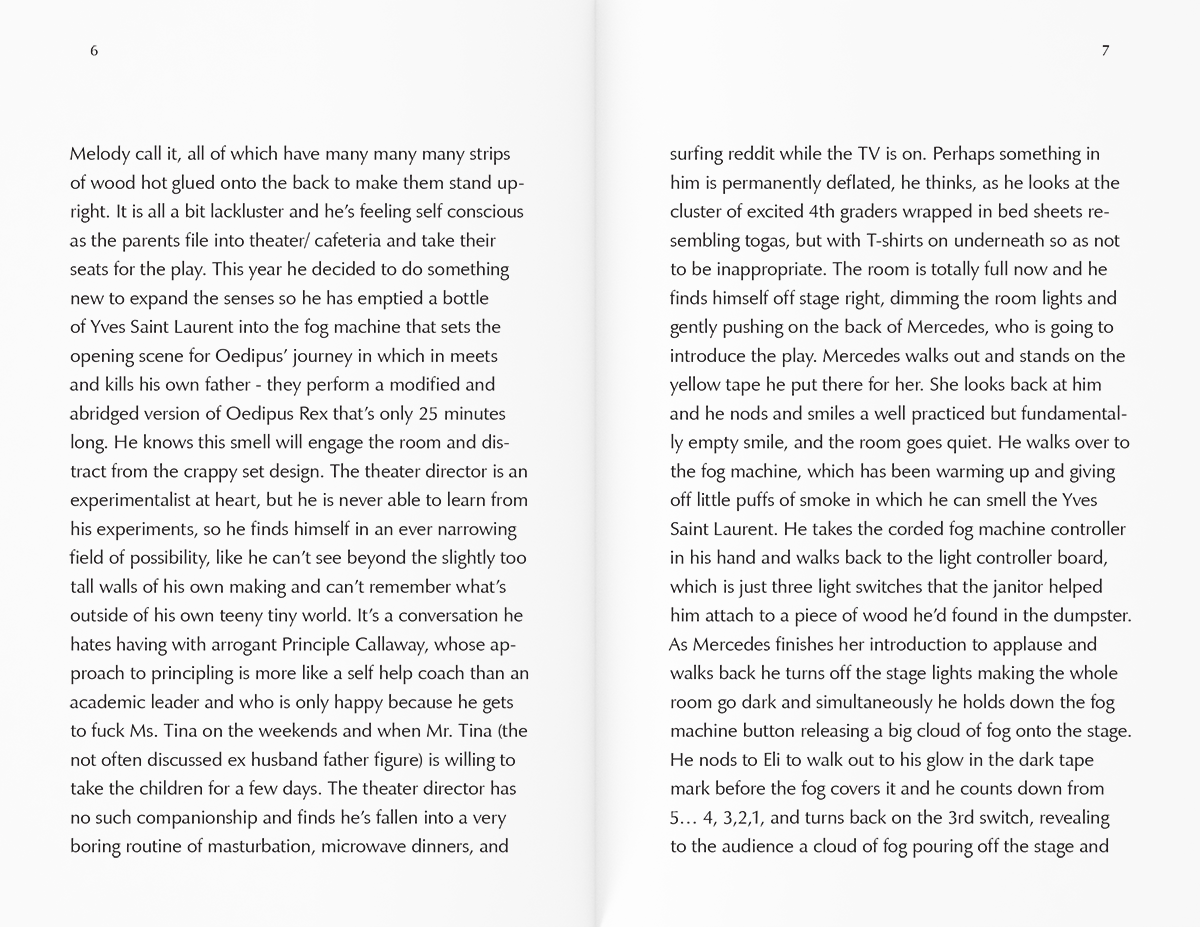 6
Melody call it, all of which have many many many strips
of wood hot glued onto the back to make them stand up-
right. It is all a bit lackluster and he’s feeling self conscious
as the parents file into theater/ cafeteria and take their
seats for the play. This year he decided to do something
new to expand the senses so he has emptied a bottle
of Yves Saint Laurent into the fog machine that sets the
opening scene for Oedipus’ journey in which in meets
and kills his own father - they perform a modified and
abridged version of Oedipus Rex that’s only 25 minutes
long. He knows this smell will engage the room and dis-
tract from the crappy set design. The theater director is an
experimentalist at heart, but he is never able to learn from
his experiments, so he finds himself in an ever narrowing
field of possibility, like he can’t see beyond the slightly too
tall walls of his own making and can’t remember what’s
outside of his own teeny tiny world. It’s a conversation he
hates having with arrogant Principle Callaway, whose ap-
proach to principling is more like a self help coach than an
academic leader and who is only happy because he gets
to fuck Ms. Tina on the weekends and when Mr. Tina (the
not often discussed ex husband father figure) is willing to
take the children for a few days. The theater director has
no such companionship and finds he’s fallen into a very
boring routine of masturbation, microwave dinners, and
7
surfing reddit while the TV is on. Perhaps something in
him is permanently deflated, he thinks, as he looks at the
cluster of excited 4th graders wrapped in bed sheets re-
sembling togas, but with T-shirts on underneath so as not
to be inappropriate. The room is totally full now and he
finds himself off stage right, dimming the room lights and
gently pushing on the back of Mercedes, who is going to
introduce the play. Mercedes walks out and stands on the
yellow tape he put there for her. She looks back at him
and he nods and smiles a well practiced but fundamental-
ly empty smile, and the room goes quiet. He walks over to
the fog machine, which has been warming up and giving
off little puffs of smoke in which he can smell the Yves
Saint Laurent. He takes the corded fog machine controller
in his hand and walks back to the light controller board,
which is just three light switches that the janitor helped
him attach to a piece of wood he’d found in the dumpster.
As Mercedes finishes her introduction to applause and
walks back he turns off the stage lights making the whole
room go dark and simultaneously he holds down the fog
machine button releasing a big cloud of fog onto the stage.
He nods to Eli to walk out to his glow in the dark tape
mark before the fog covers it and he counts down from
5… 4, 3,2,1, and turns back on the 3rd switch, revealing
to the audience a cloud of fog pouring off the stage and